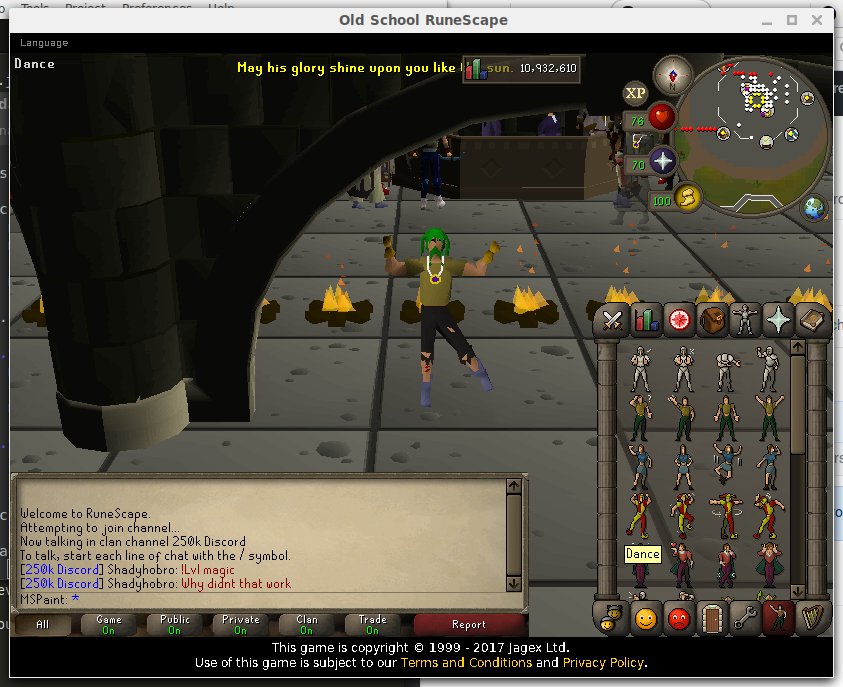 Tools Project Preferences Help
Old School RuneScape
Language
Dance
May his glory shine upon you like sun.
10,932,610
XP
N
76
70
100
Welcome to RuneScape.
Attempting to join channel...
Now talking in clan channel 250k Discord
To talk, start each line of chat with the / symbol.
[250k Discord] Shadyhobro: !Lvl magic
[250k Discord] Shadyhobro: Why didnt that work
MSPaint: *
Dance
All
Game On
Public On
Private On
Clan On
Trade On
Report
This game is copyright © 1999 - 2017 Jagex Ltd.
Use of this game is subject to our Terms and Conditions and Privacy Policy.